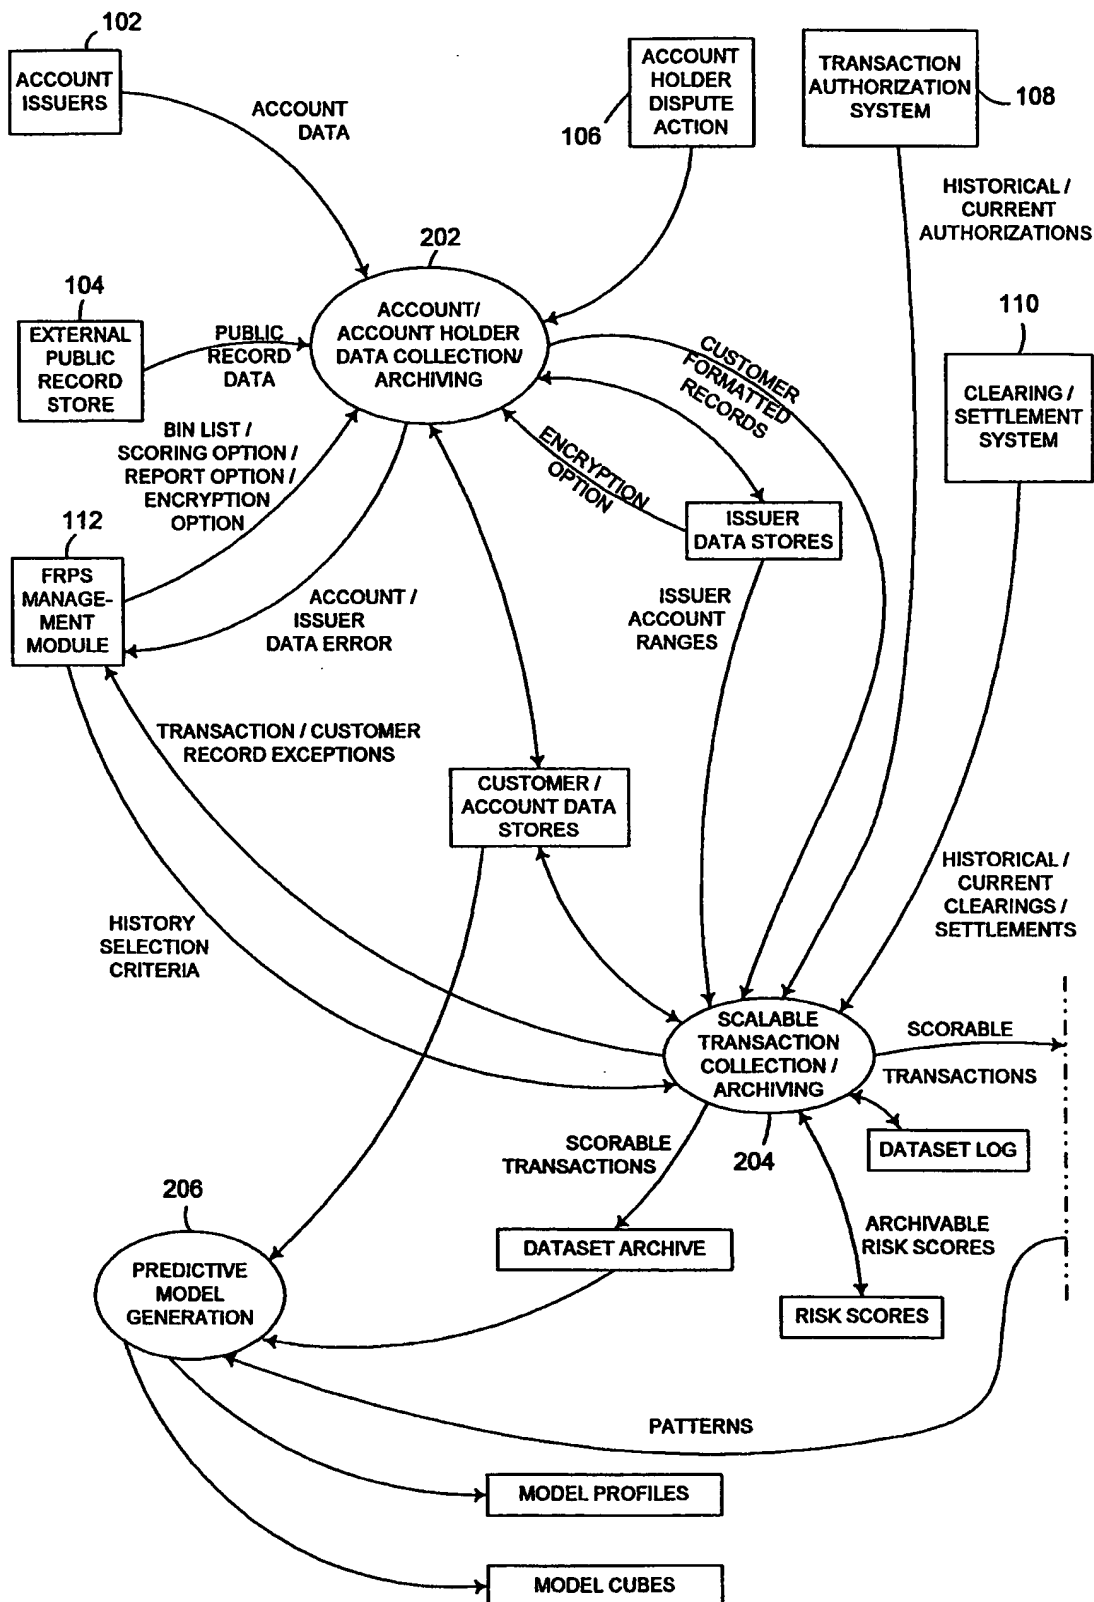 102
ACCOUNT
ISSUERS
ACCOUNT
DATA
ACCOUNT
HOLDER
DISPUTE
ACTION
106
TRANSACTION
AUTHORIZATION
SYSTEM
108
HISTORICAL /
CURRENT
AUTHORIZATIONS
202
ACCOUNT/
ACCOUNT HOLDER
DATA COLLECTION/
ARCHIVING
104
EXTERNAL
PUBLIC
RECORD
STORE
PUBLIC
RECORD
DATA
CUSTOMER
FORMATTED
RECORDS
110
CLEARING /
SETTLEMENT
SYSTEM
BIN LIST /
SCORING OPTION /
REPORT OPTION /
ENCRYPTION
OPTION
ENCRYPTION
OPTION
ISSUER
DATA STORES
112
FRPS
MANAGE-
MENT
MODULE
ACCOUNT /
ISSUER
DATA ERROR
ISSUER
ACCOUNT
RANGES
TRANSACTION / CUSTOMER
RECORD EXCEPTIONS
CUSTOMER /
ACCOUNT DATA
STORES
HISTORICAL /
CURRENT
CLEARINGS /
SETTLEMENTS
HISTORY
SELECTION
CRITERIA
SCALABLE
TRANSACTION
COLLECTION /
ARCHIVING
204
SCORABLE
TRANSACTIONS
DATASET LOG
SCORABLE
TRANSACTIONS
206
PREDICTIVE
MODEL
GENERATION
DATASET ARCHIVE
ARCHIVABLE
RISK SCORES
RISK SCORES
PATTERNS
MODEL PROFILES
MODEL CUBES